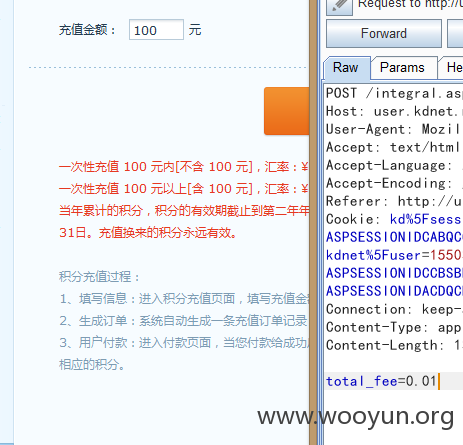 充值金额： 100 元
一次性充值 100 元内[不含 100 元]，汇率：¥
一次性充值 100 元以上[含 100 元]，汇率：¥
当年累计的积分，积分的有效期截止到第二年年
31日。充值换来的积分永远有效。
积分充值过程：
1、填写信息：进入积分充值页面，填写充值金
2、生成订单：系统自动生成一条充值订单记录
3、用户付款：进入付款页面，当您付款给成功
相应的积分。
Request to http://u
Forward
Raw Params He
POST /integral.as
Host: user.kdnet.
User-Agent: Mozil
Accept: text/html
Accept-Language:
Accept-Encoding:
Referer: http://u
Cookie: kd%5Fsess
ASPSESSIONIDCABQC
kdnet%5Fuser=1550
ASPSESSIONIDCCBSB
ASPSESSIONIDACDQC
Connection: keep-
Content-Type: app
Content-Length: 1
total_fee=0.01
www.wooyun.org